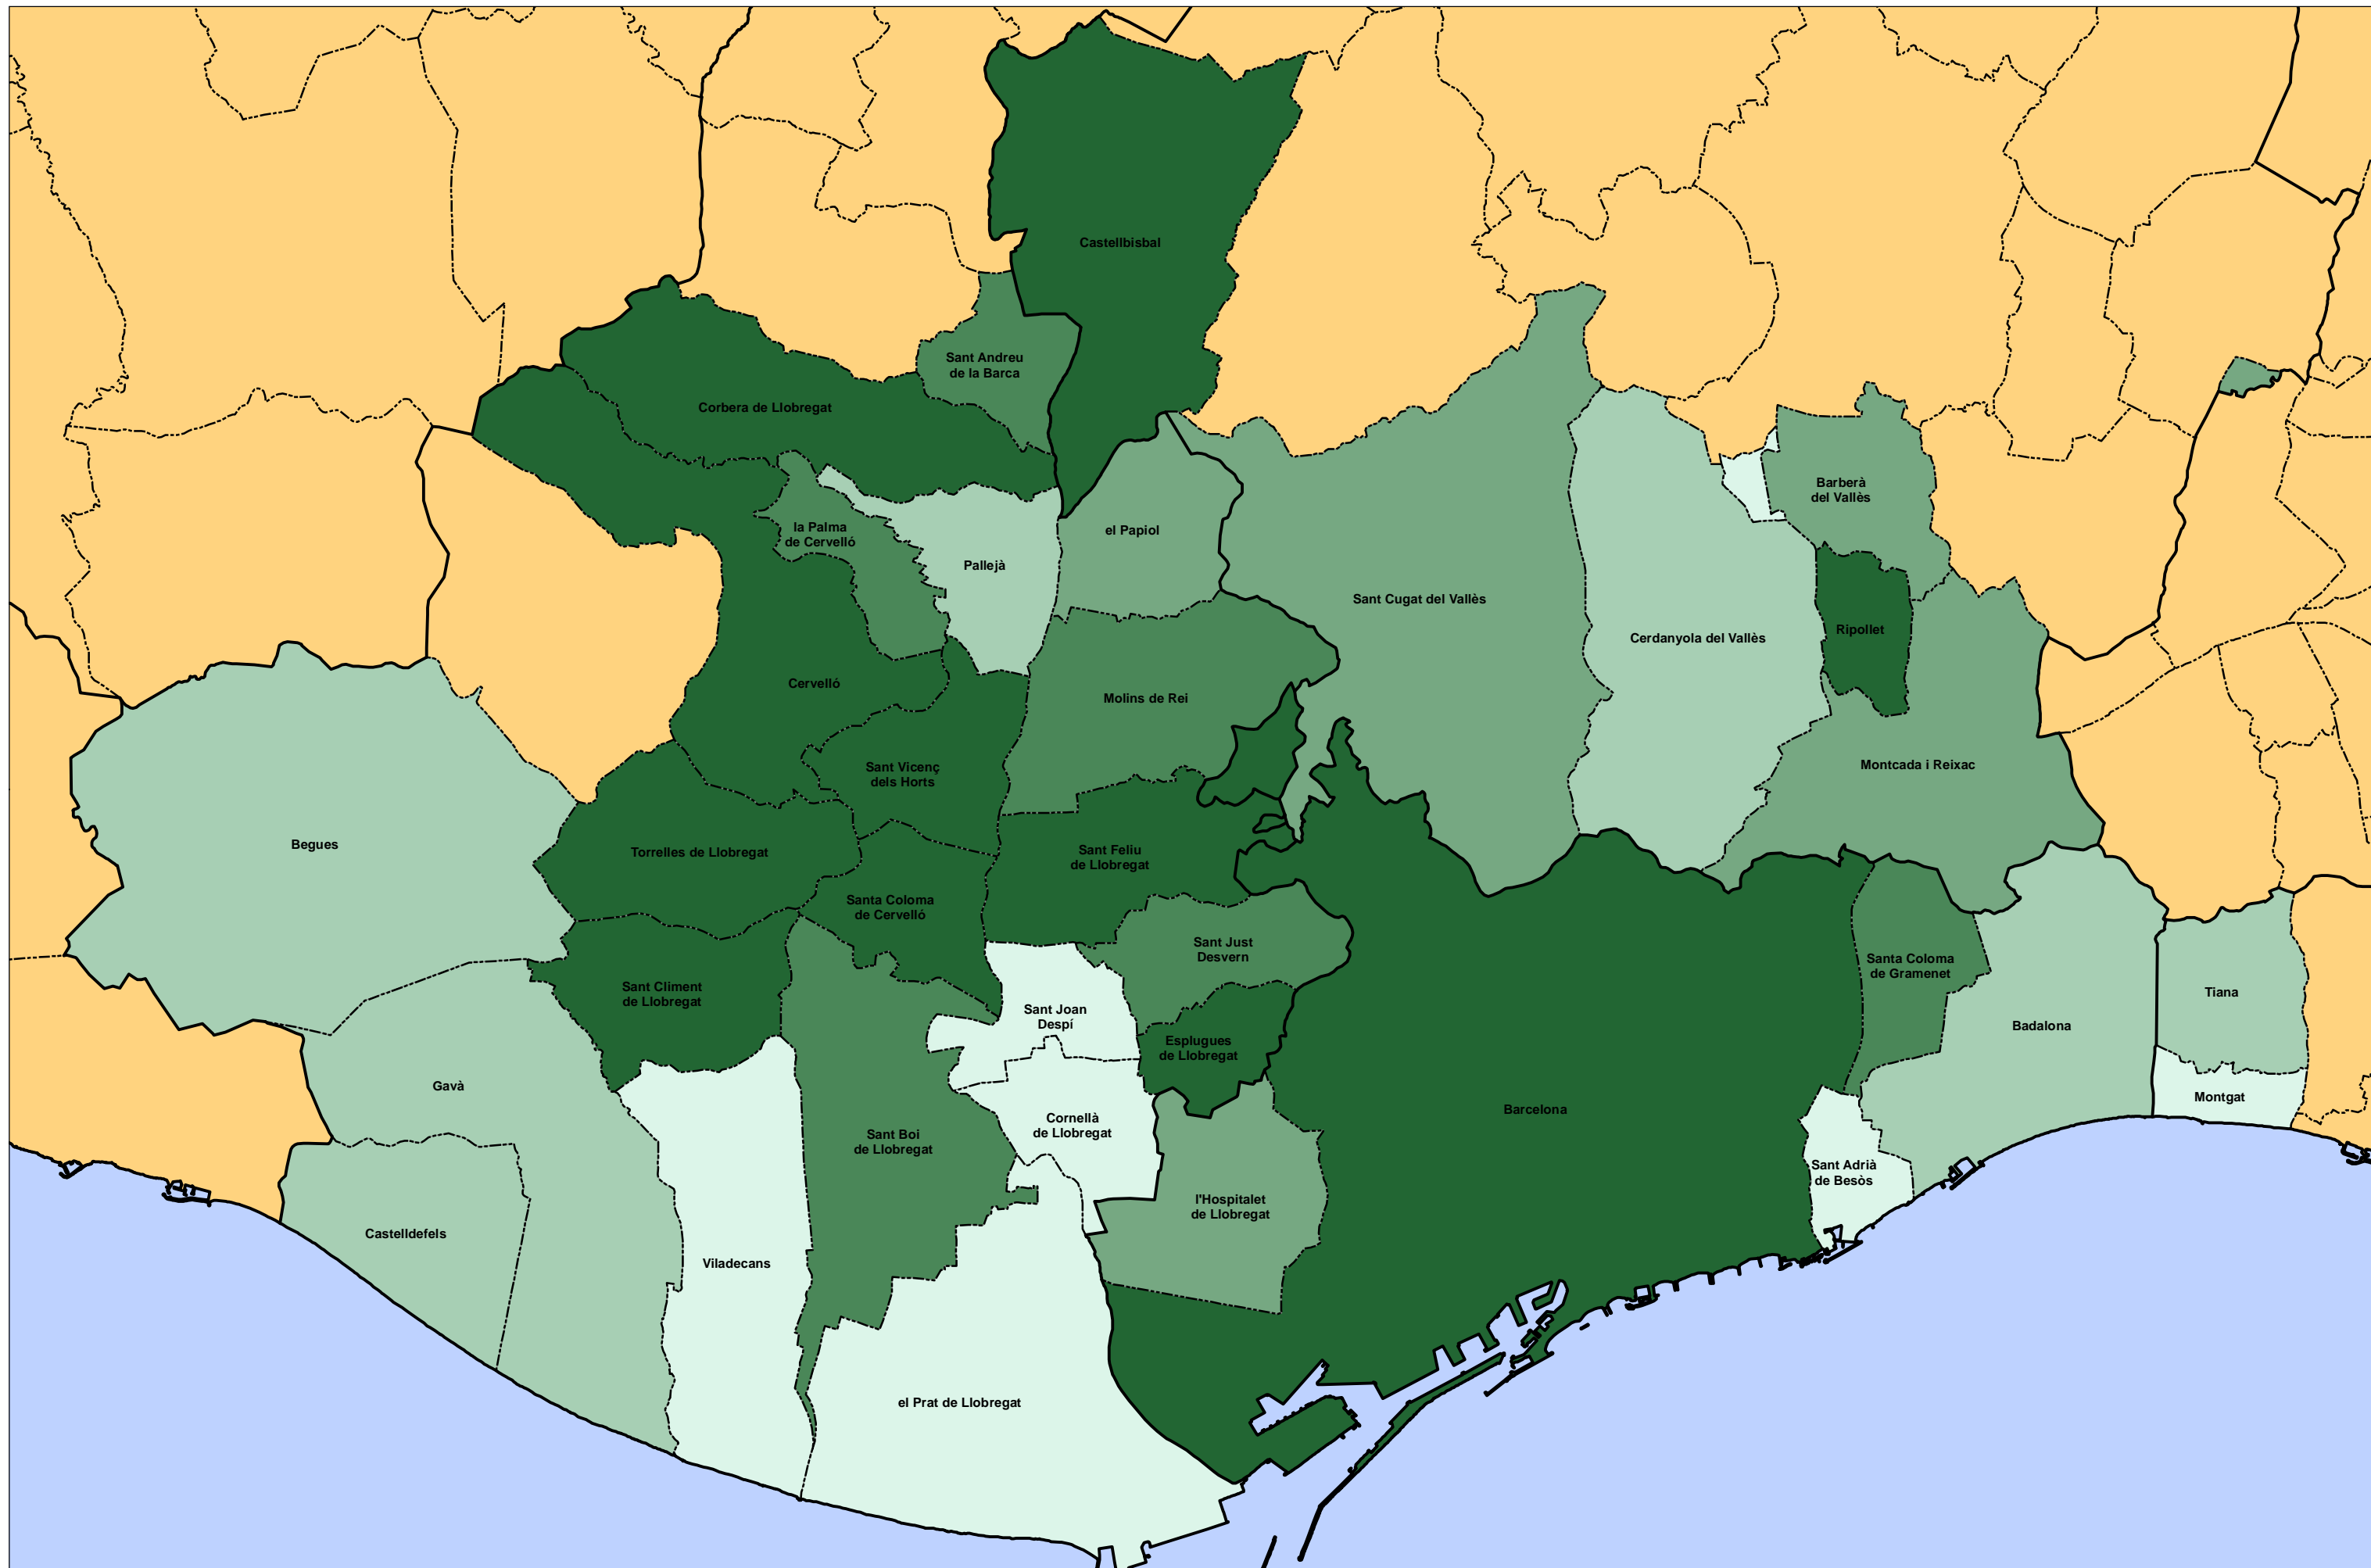 Castellbisbal
Sant Andreu
de la Barca
Corbera de Llobregat
Barberà
del Vallès
la Palma
de Cervelló
el Papiol
Pallejà
Sant Cugat del Vallès
Ripollet
Cerdanyola del Vallès
Cervelló
Molins de Rei
Sant Vicenç
dels Horts
Montcada i Reixac
Begues
Torrelles de Llobregat
Sant Feliu
de Llobregat
Santa Coloma
de Cervelló
Sant Just
Desvern
Santa Coloma
de Gramenet
Sant Climent
de Llobregat
Tiana
Sant Joan
Despí
Badalona
Esplugues
de Llobregat
Gavà
Montgat
Barcelona
Cornellà
de Llobregat
Sant Boi
de Llobregat
Sant Adrià
de Besòs
l'Hospitalet
de Llobregat
Castelldefels
Viladecans
el Prat de Llobregat